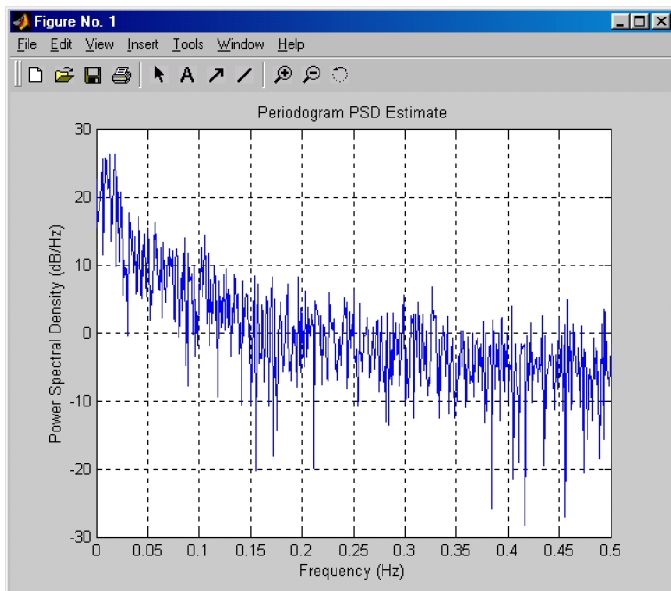 Figure No. 1
File Edit View Insert Tools Window Help
A
Periodogram PSD Estimate
Power Spectral Density (dB/Hz)
30
20
10
0
-10
-20
-30
0 0.05 0.1 0.15 0.2 0.25 0.3 0.35 0.4 0.45 0.5
Frequency (Hz)